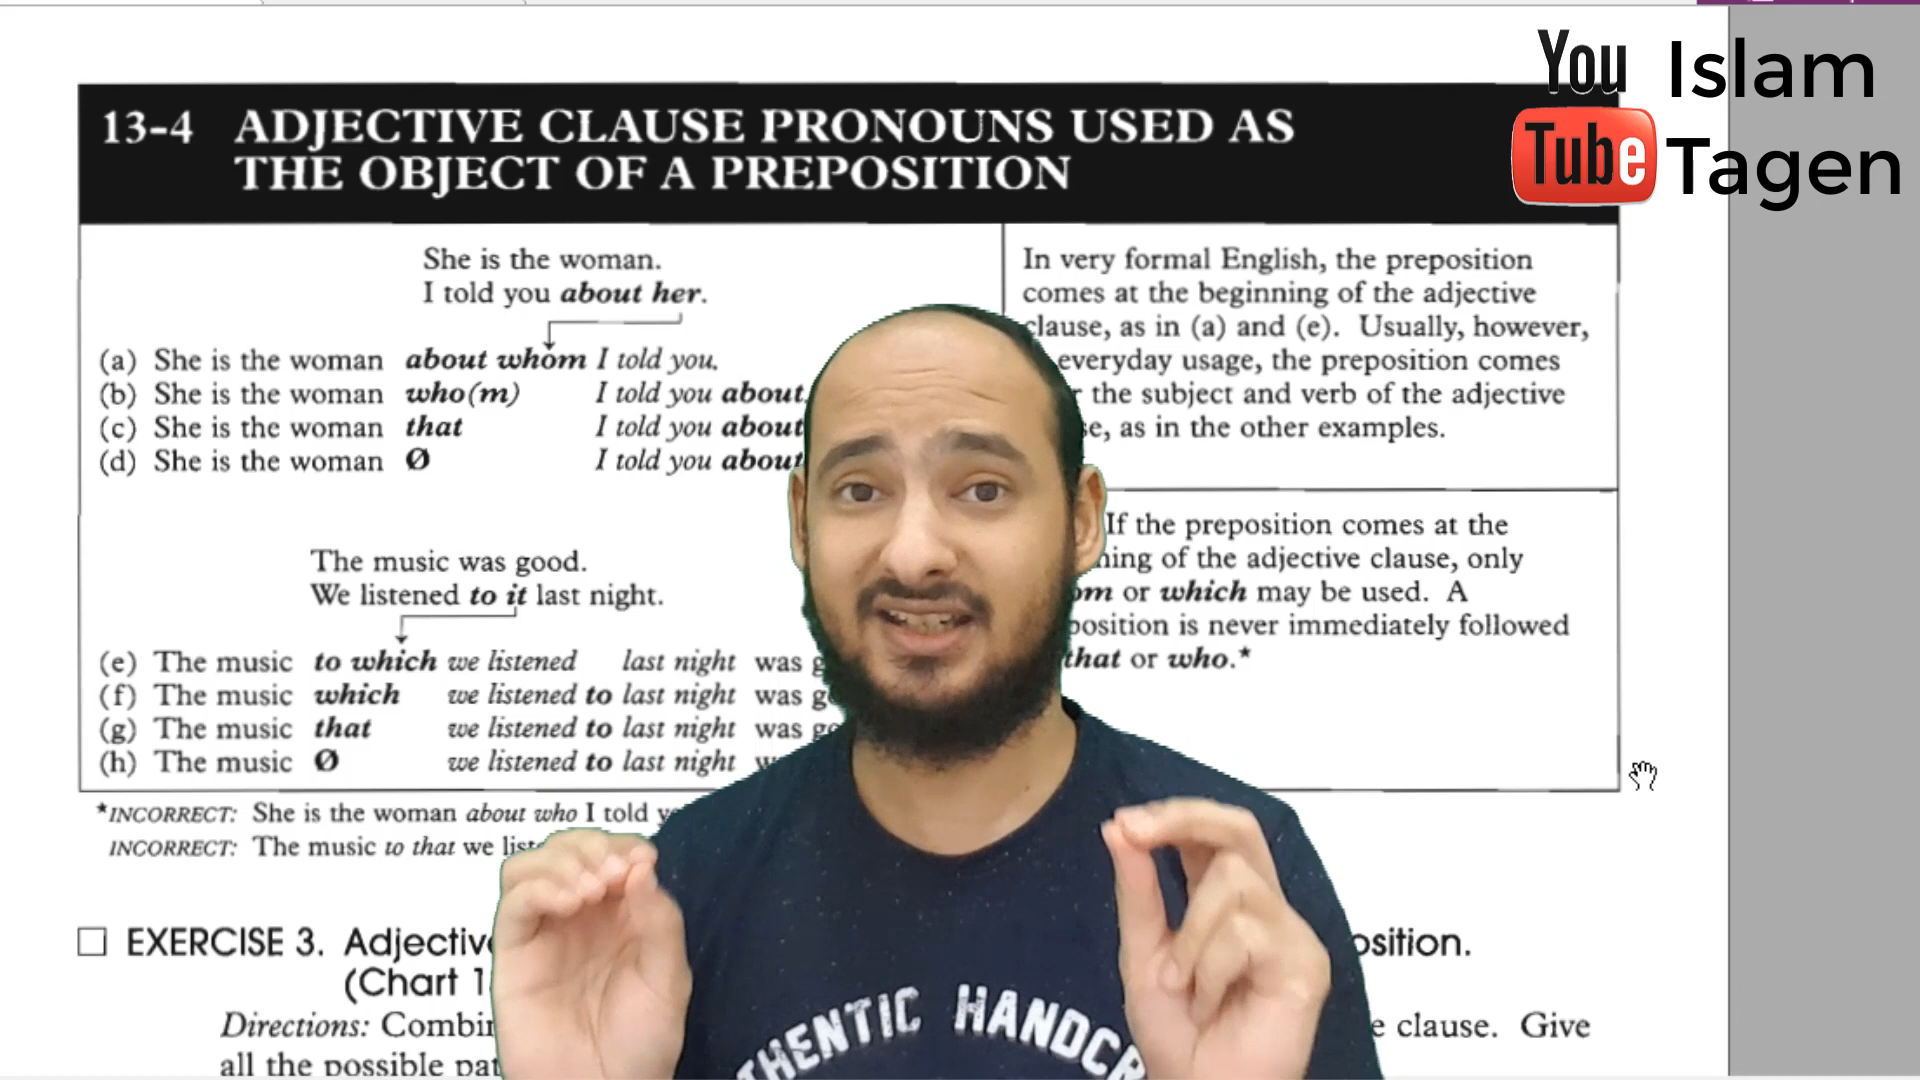 You Islam
Tube Tagen
13-4 ADJECTIVE CLAUSE PRONOUNS USED AS
THE OBJECT OF A PREPOSITION
She is the woman.
I told you about her.
(a) She is the woman about whom I told you.
(b) She is the woman who(m) I told you about.
(c) She is the woman that I told you about
(d) She is the woman Ø I told you about
The music was good.
We listened to it last night.
(e) The music to which we listened last night was
(f) The music which we listened to last night was
(g) The music that we listened to last night was
(h) The music Ø we listened to last night
In very formal English, the preposition
comes at the beginning of the adjective
clause, as in (a) and (e). Usually, however,
everyday usage, the preposition comes
the subject and verb of the adjective
as in the other examples.
If the preposition comes at the
of the adjective clause, only
or which may be used. A
is never immediately followed
that or who.*
*INCORRECT: She is the woman about who I told
INCORRECT: The music to that we
EXERCISE 3. Adjective
(Chart
Directions:
clause. Give
all the possible
HANDCR